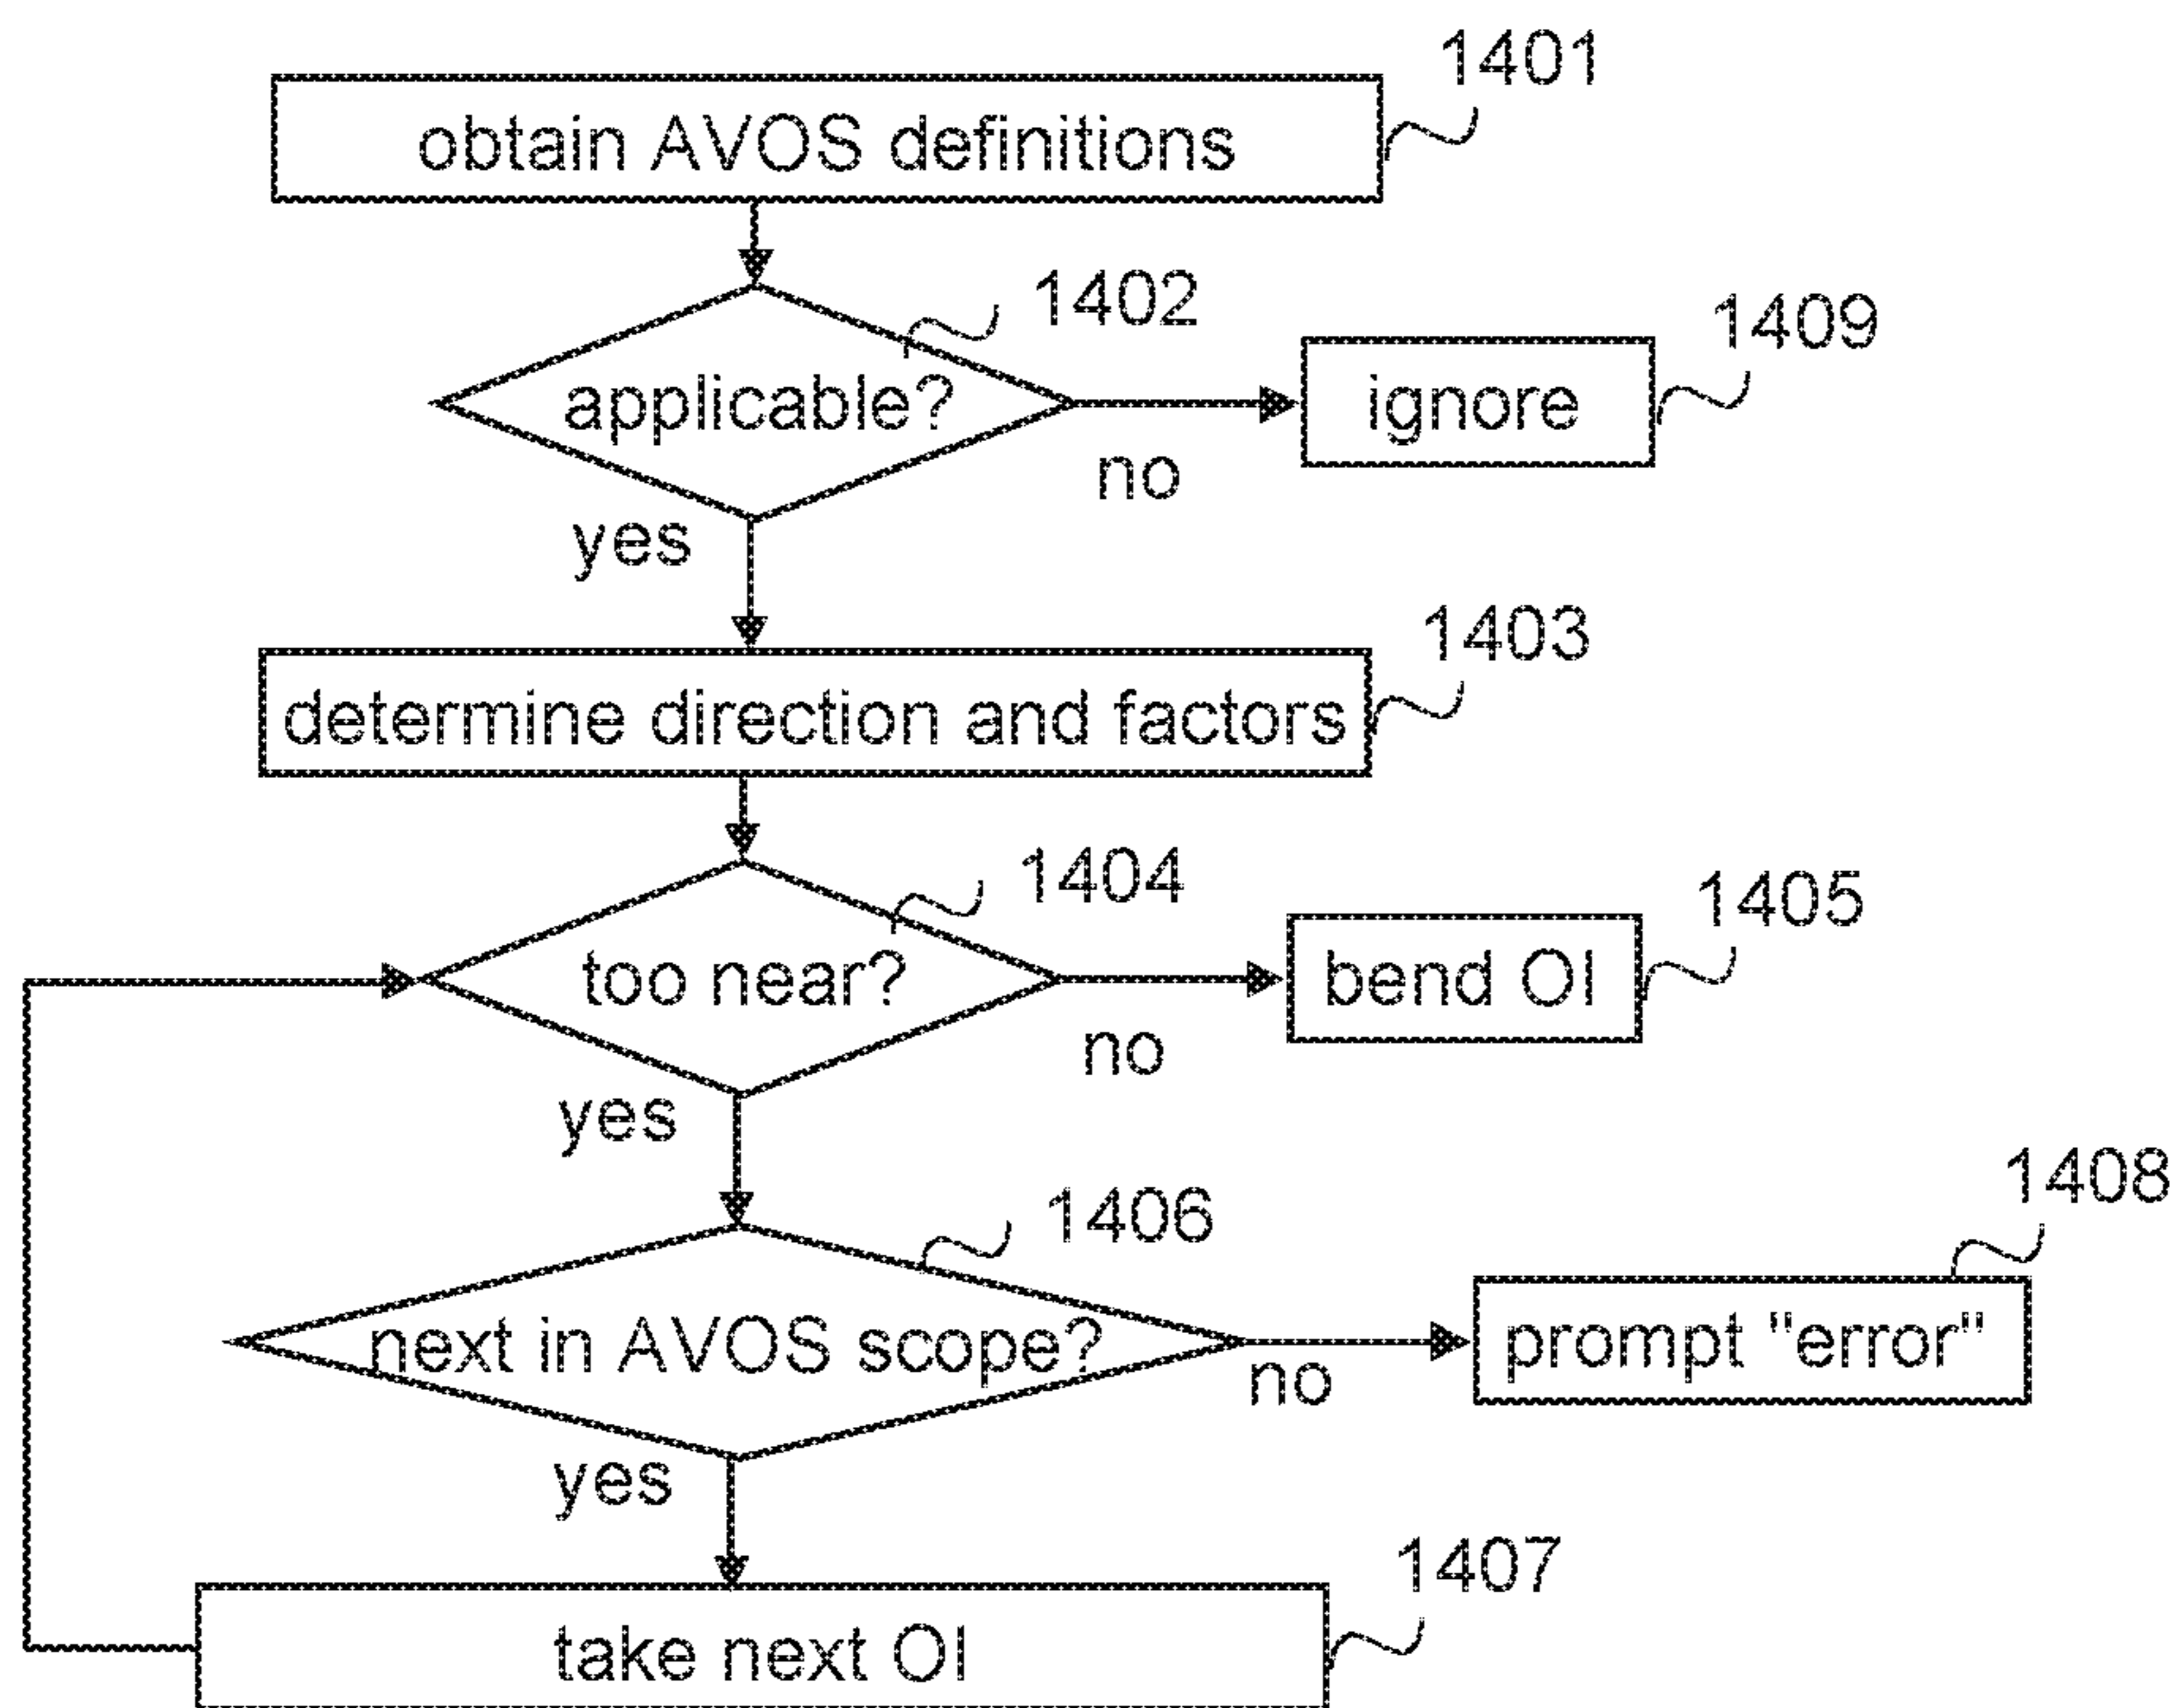 1401
obtain AVOS definitions
1402
1409
applicable?
ignore
no
yes
1403
determine direction and factors
1404
1405
too near?
bend OI
no
yes
1408
1406
next in AVOS scope?
prompt "error"
no
yes
1407
take next OI